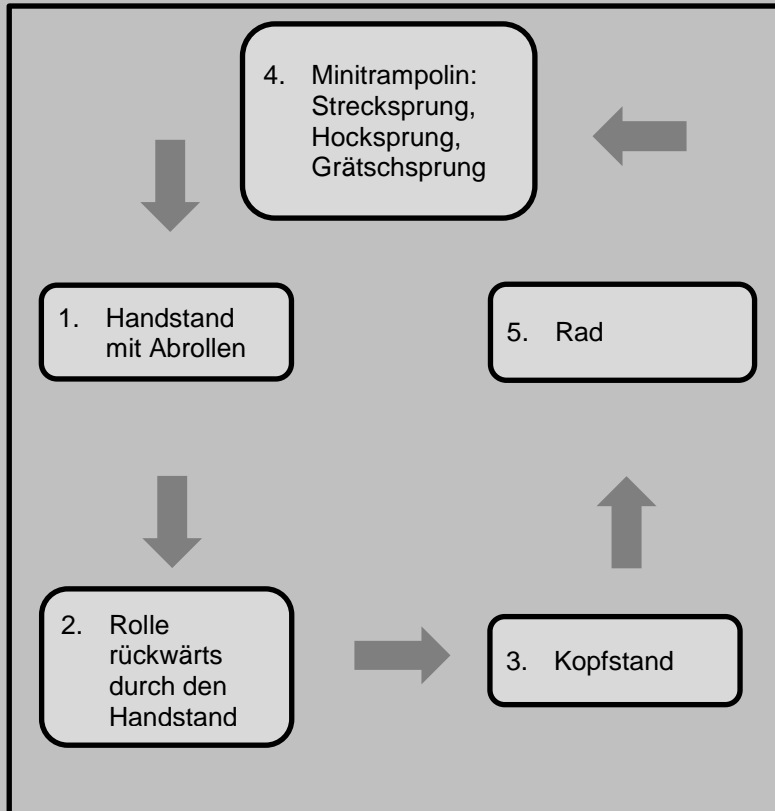 4. Minitrampolin:
Strecksprung,
Hocksprung,
Grätschsprung
1. Handstand
mit Abrollen
5. Rad
2. Rolle
rückwärts
durch den
Handstand
3. Kopfstand